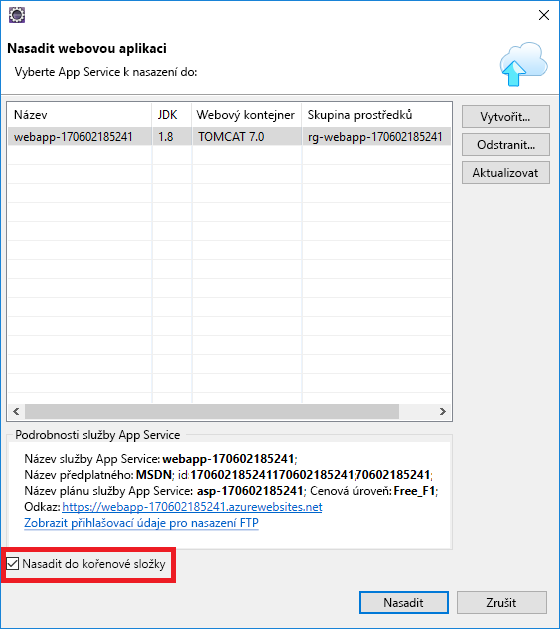 Nasadit webovou aplikaci
Vyberte App Service k nasazení do:
Název JDK Webový kontejner Skupina prostředků
webapp-170602185241 1.8 TOMCAT 7.0 rg-webapp-170602185241
Vytvořit...
Odstranit...
Aktualizovat
Podrobnosti služby App Service
Název služby App Service: webapp-170602185241;
Název předplatného: MSDN; id:170602185241170602185241,70602185241;
Název plánu služby App Service: asp-170602185241; Cenová úroveň: Free_F1;
Odkaz: https://webapp-170602185241.azurewebsites.net
Zobrazit přihlašovací údaje pro nasazení FTP
Nasadit do kořenové složky
Nasadit Zrušit